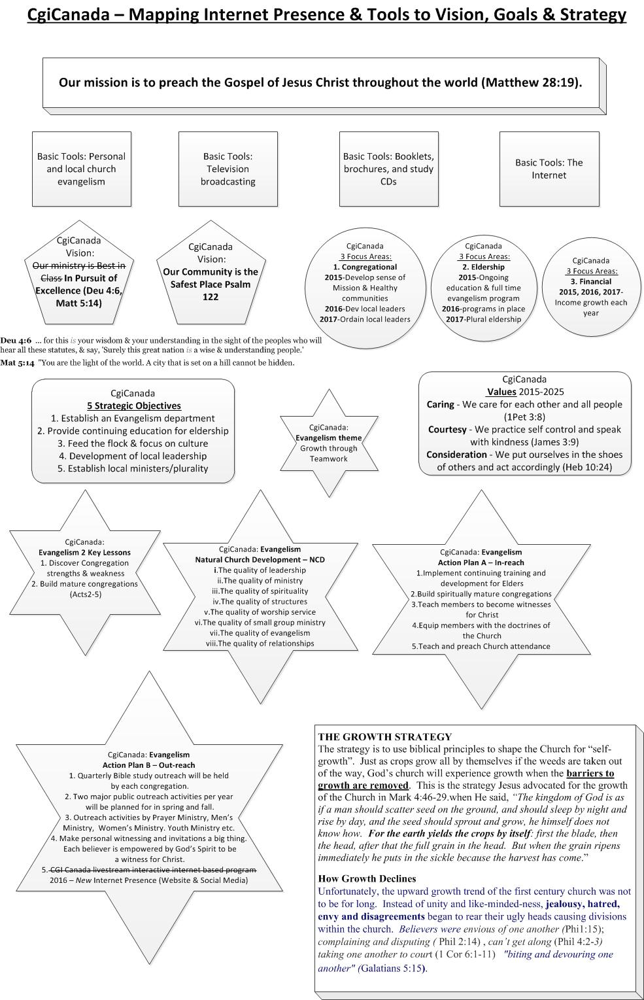 CgiCanada – Mapping Internet Presence & Tools to Vision, Goals & Strategy
Our mission is to preach the Gospel of Jesus Christ throughout the world (Matthew 28:19).
Basic Tools: Personal
and local church
evangelism
Basic Tools:
Television
broadcasting
Basic Tools: Booklets,
brochures, and study
CDs
Basic Tools: The
Internet
CgiCanada
Vision:
Our ministry is Best in
Class In Pursuit of
Excellence (Deu 4:6,
Matt 5:14)
CgiCanada
Vision:
Our Community is the
Safest Place Psalm
122
CgiCanada
3 Focus Areas:
1. Congregational
2015-Develop sense of
Mission & Healthy
communities
2016-Dev local leaders
2017-Ordain local leaders
CgiCanada
3 Focus Areas:
2. Eldership
2015-Ongoing
education & full time
evangelism program
2016-programs in place
2017-Plural eldership
CgiCanada
3 Focus Areas:
3. Financial
2015, 2016, 2017-
Income growth each
year
Deu 4:6 ... for this is your wisdom & your understanding in the sight of the peoples who will
hear all these statutes, & say, 'Surely this great nation is a wise & understanding people.'
Mat 5:14 "You are the light of the world. A city that is set on a hill cannot be hidden.
CgiCanada
5 Strategic Objectives
1. Establish an Evangelism department
2. Provide continuing education for eldership
3. Feed the flock & focus on culture
4. Development of local leadership
5. Establish local ministers/plurality
CgiCanada:
Evangelism theme
Growth through
Teamwork
CgiCanada
Values 2015-2025
Caring - We care for each other and all people
(1Pet 3:8)
Courtesy - We practice self control and speak
with kindness (James 3:9)
Consideration - We put ourselves in the shoes
of others and act accordingly (Heb 10:24)
CgiCanada:
Evangelism 2 Key Lessons
1. Discover Congregation
strengths & weakness
2. Build mature congregations
(Acts2-5)
CgiCanada: Evangelism
Natural Church Development – NCD
i.The quality of leadership
ii.The quality of ministry
iii.The quality of spirituality
iv.The quality of structures
v.The quality of worship service
vi.The quality of small group ministry
vii.The quality of evangelism
viii.The quality of relationships
CgiCanada: Evangelism
Action Plan A – In-reach
1.Implement continuing training and
development for Elders
2.Build spiritually mature congregations
3.Teach members to become witnesses
for Christ
4.Equip members with the doctrines of
the Church
5.Teach and preach Church attendance
CgiCanada: Evangelism
Action Plan B – Out-reach
1. Quarterly Bible study outreach will be held
by each congregation.
2. Two major public outreach activities per year
will be planned for in spring and fall.
3. Outreach activities by Prayer Ministry, Men's
Ministry, Women's Ministry. Youth Ministry etc.
4. Make personal witnessing and invitations a big thing.
Each believer is empowered by God's Spirit to be
a witness for Christ.
5. CGI Canada livestream interactive internet based program
2016 – New Internet Presence (Website & Social Media)
THE GROWTH STRATEGY
The strategy is to use biblical principles to shape the Church for “self-
growth”. Just as crops grow all by themselves if the weeds are taken out
of the way, God’s church will experience growth when the barriers to
growth are removed. This is the strategy Jesus advocated for the growth
of the Church in Mark 4:46-29.when He said, “The kingdom of God is as
if a man should scatter seed on the ground, and should sleep by night and
rise by day, and the seed should sprout and grow, he himself does not
know how. For the earth yields the crops by itself: first the blade, then
the head, after that the full grain in the head. But when the grain ripens
immediately he puts in the sickle because the harvest has come.”
How Growth Declines
Unfortunately, the upward growth trend of the first century church was not
to be for long. Instead of unity and like-minded-ness, jealousy, hatred,
envy and disagreements began to rear their ugly heads causing divisions
within the church. Believers were envious of one another (Phi1:15);
complaining and disputing ( Phil 2:14) , can’t get along (Phil 4:2-3)
taking one another to court (1 Cor 6:1-11) "biting and devouring one
another" (Galatians 5:15).